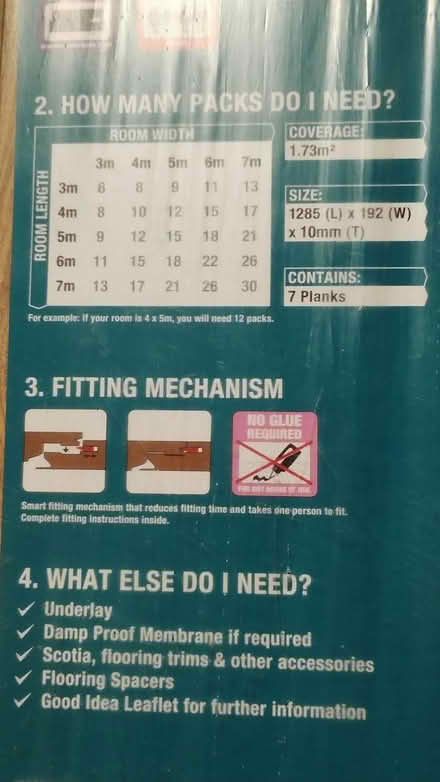 2. HOW MANY PACKS DO I NEED?
ROOM WIDTH
3m 4m 5m 6m 7m
ROOM LENGTH
3m 6 8 9 11 13
4m 8 10 12 15 17
5m 9 12 15 18 21
6m 11 15 18 22 26
7m 13 17 21 26 30
For example: if your room is 4 x 5m, you will need 12 packs.
COVERAGE:
1.73m²
SIZE:
1285 (L) x 192 (W)
x 10mm (T)
CONTAINS:
7 Planks
3. FITTING MECHANISM
NO GLUE
REQUIRED
Smart fitting mechanism that reduces fitting time and takes one person to fit.
Complete fitting instructions inside.
4. WHAT ELSE DO I NEED?
✓ Underlay
✓ Damp Proof Membrane if required
✓ Scotia, flooring trims & other accessories
✓ Flooring Spacers
✓ Good Idea Leaflet for further information